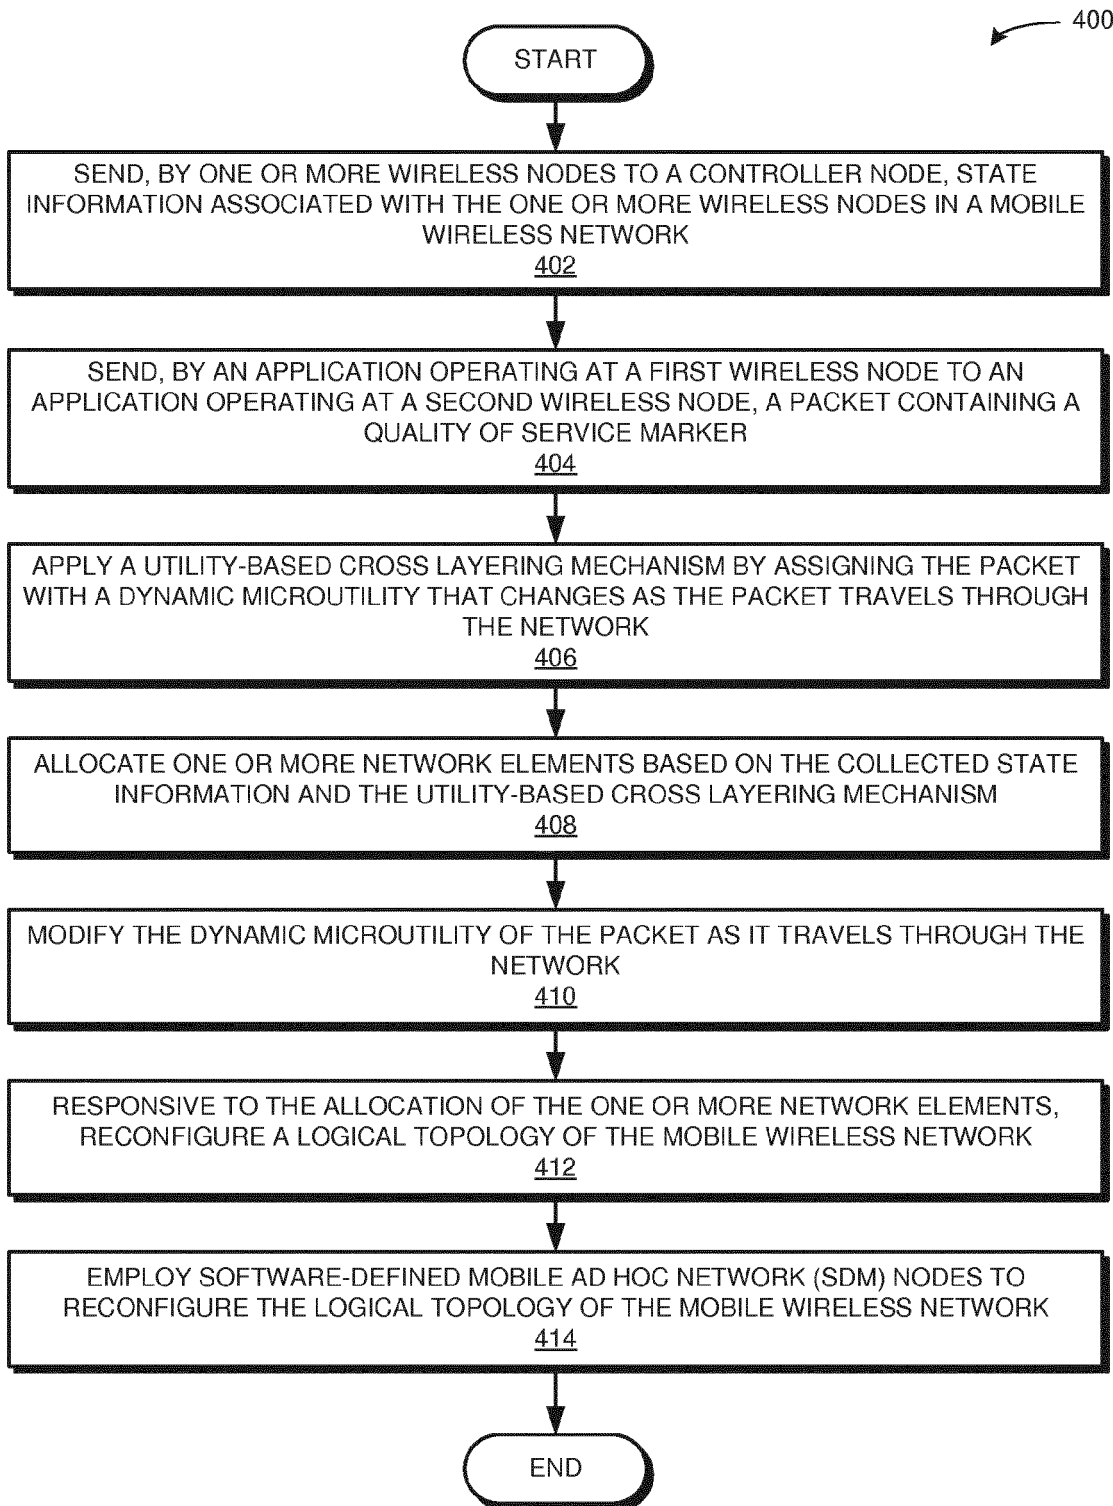 400
START
SEND, BY ONE OR MORE WIRELESS NODES TO A CONTROLLER NODE, STATE
INFORMATION ASSOCIATED WITH THE ONE OR MORE WIRELESS NODES IN A MOBILE
WIRELESS NETWORK
402
SEND, BY AN APPLICATION OPERATING AT A FIRST WIRELESS NODE TO AN
APPLICATION OPERATING AT A SECOND WIRELESS NODE, A PACKET CONTAINING A
QUALITY OF SERVICE MARKER
404
APPLY A UTILITY-BASED CROSS LAYERING MECHANISM BY ASSIGNING THE PACKET
WITH A DYNAMIC MICROUTILITY THAT CHANGES AS THE PACKET TRAVELS THROUGH
THE NETWORK
406
ALLOCATE ONE OR MORE NETWORK ELEMENTS BASED ON THE COLLECTED STATE
INFORMATION AND THE UTILITY-BASED CROSS LAYERING MECHANISM
408
MODIFY THE DYNAMIC MICROUTILITY OF THE PACKET AS IT TRAVELS THROUGH THE
NETWORK
410
RESPONSIVE TO THE ALLOCATION OF THE ONE OR MORE NETWORK ELEMENTS,
RECONFIGURE A LOGICAL TOPOLOGY OF THE MOBILE WIRELESS NETWORK
412
EMPLOY SOFTWARE-DEFINED MOBILE AD HOC NETWORK (SDM) NODES TO
RECONFIGURE THE LOGICAL TOPOLOGY OF THE MOBILE WIRELESS NETWORK
414
END